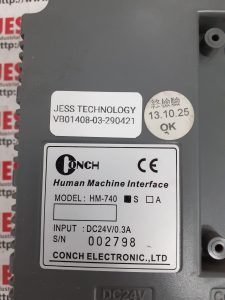 JESS TECHNOLOGY
VB01408-03-290421
終檢驗
13.10.25
OK
CONCH
CE
Human Machine Interface
MODEL: HM-740 ■ S □ A
INPUT : DC24V/0.3A
S/N 002798
CONCH ELECTRONIC.,LTD
DC24V